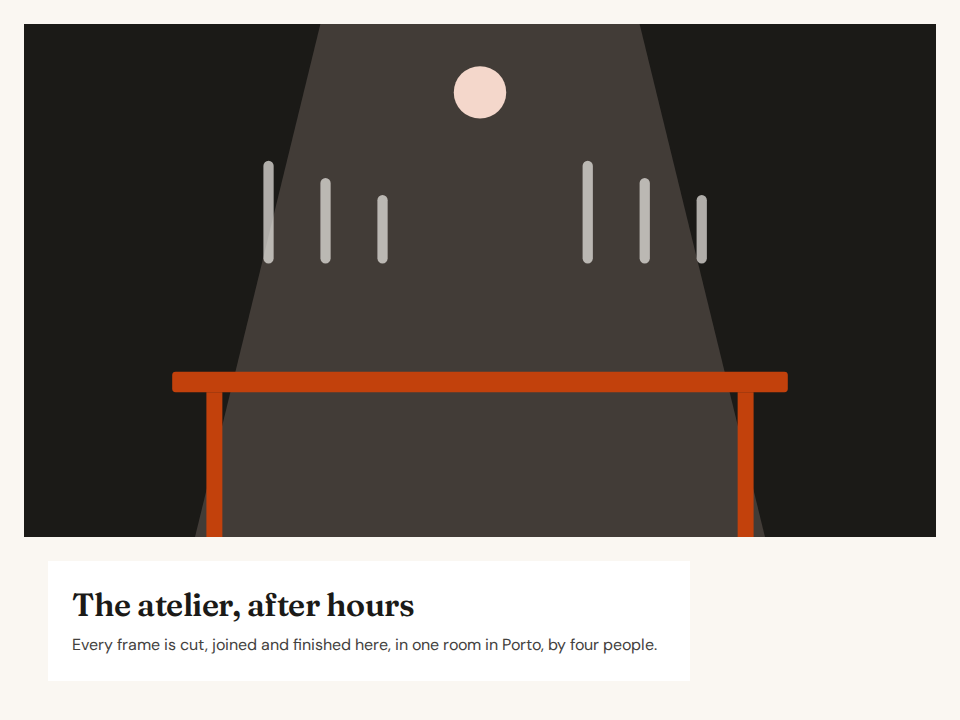 The atelier, after hours
Every frame is cut, joined and finished here, in one room in Porto, by four people.